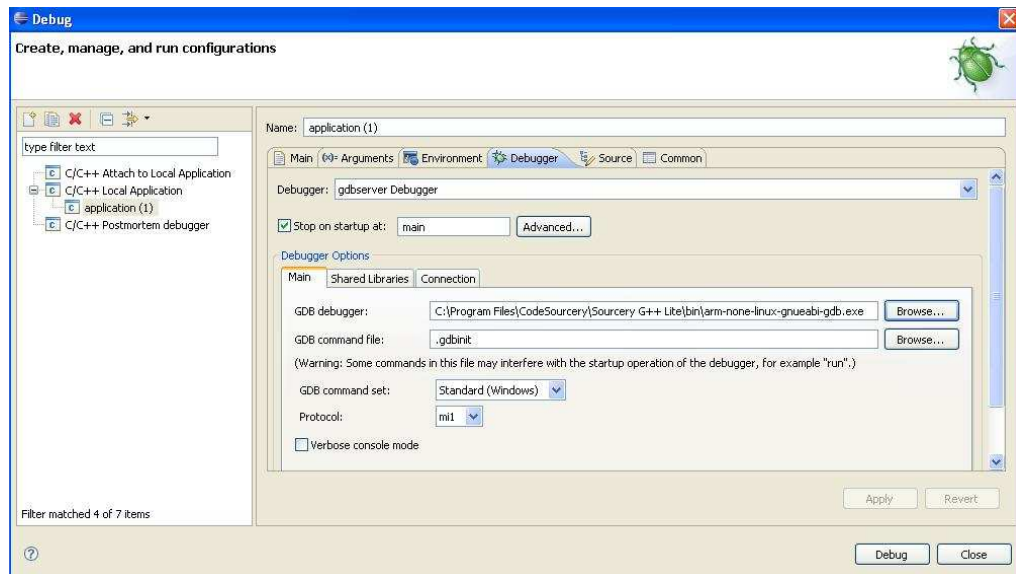 Debug
Create, manage, and run configurations
type filter text
C/C++ Attach to Local Application
C/C++ Local Application
application (1)
C/C++ Postmortem debugger
Filter matched 4 of 7 items
Name: application (1)
Main (x)= Arguments Environment Debugger Source Common
Debugger: gdbserver Debugger
Stop on startup at: main Advanced...
Debugger Options
Main Shared Libraries Connection
GDB debugger: C:\Program Files\CodeSourcery\Sourcery G++ Lite\bin\arm-none-linux-gnueabi-gdb.exe Browse...
GDB command file: .gdbinit Browse...
(Warning: Some commands in this file may interfere with the startup operation of the debugger, for example "run".)
GDB command set: Standard (Windows)
Protocol: mi1
Verbose console mode
Apply Revert
Debug Close